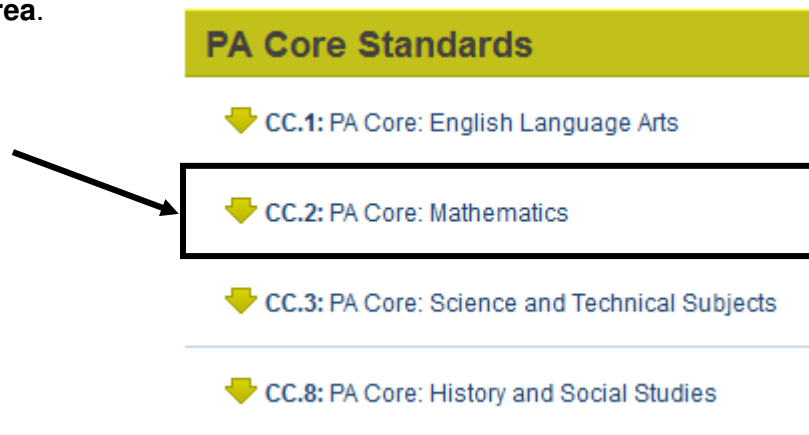 PA Core Standards
CC.1: PA Core: English Language Arts
CC.2: PA Core: Mathematics
CC.3: PA Core: Science and Technical Subjects
CC.8: PA Core: History and Social Studies